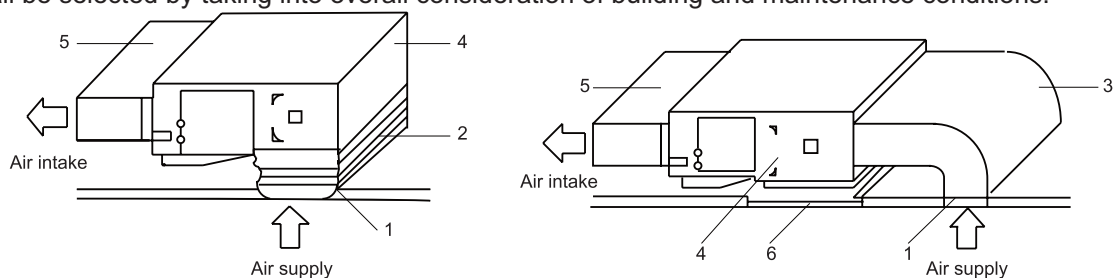 be selected by taking into overall consideration of building and maintenance conditions.
5
4
2
Air intake
1
Air supply
5
3
Air intake
4
6
1
Air supply